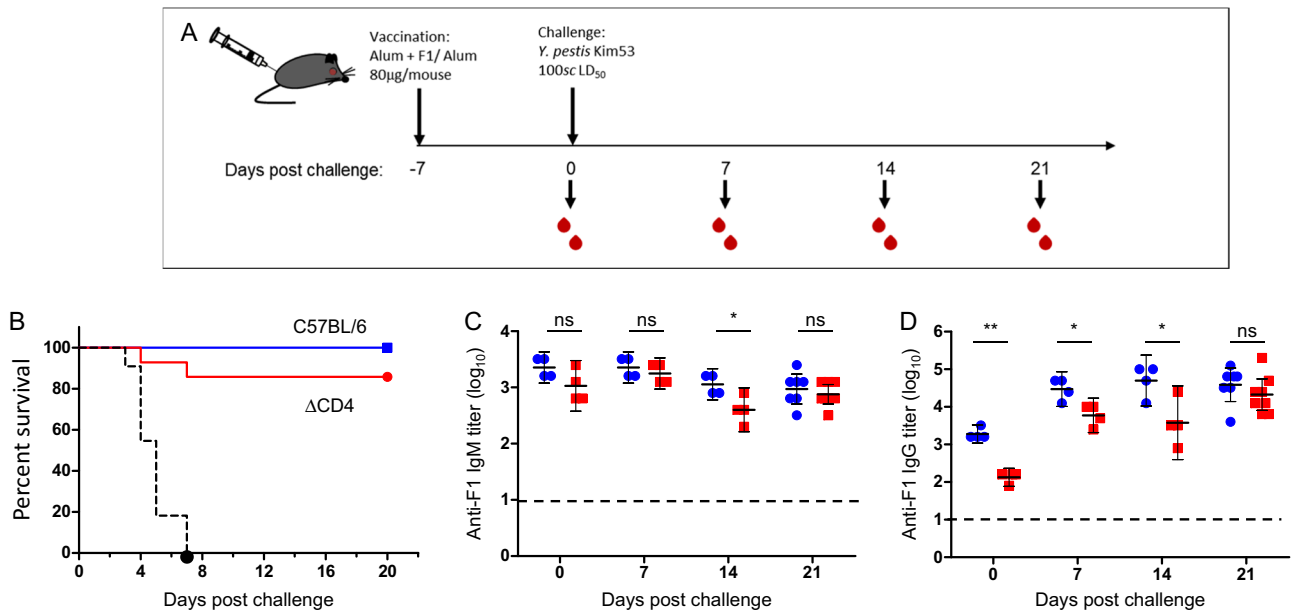 A
Vaccination:
Alum + F1/ Alum
80µg/mouse
Challenge:
Y. pestis Kim53
100sc LD50
Days post challenge:
-7
0
7
14
21
B
C57BL/6
ΔCD4
Percent survival
100
80
60
40
20
0
0
4
8
12
16
20
Days post challenge
C
ns
ns
*
ns
Anti-F1 IgM titer (log10)
4
3
2
1
0
0
7
14
21
Days post challenge
D
**
*
*
ns
Anti-F1 IgG titer (log10)
6
5
4
3
2
1
0
0
7
14
21
Days post challenge